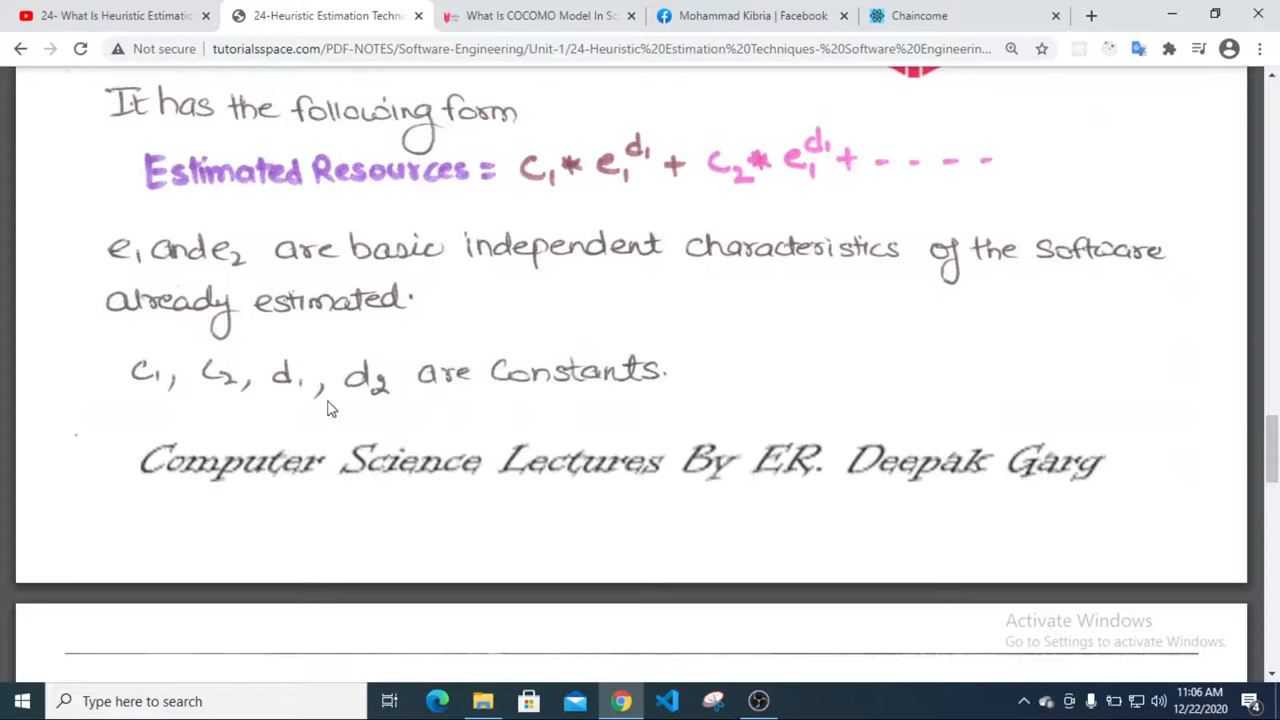 24- What Is Heuristic Estimatio
24-Heuristic Estimation Techni
What Is COCOMO Model In So
Mohammad Kibria | Facebook
Chaincome
Not secure
tutorialsspace.com/PDF-NOTES/Software-Engineering/Unit-1/24-Heuristic%20Estimation%20Techniques-%20Software%20Engineerin...
It has the following form
Estimated Resources = c₁ * e₁^d₁ + c₂ * e₁^d₁ + - - - -
e₁ and e₂ are basic independent characteristics of the software
already estimated.
c₁, c₂, d₁, d₂ are constants.
Computer Science Lectures By ER. Deepak Garg
Activate Windows
Go to Settings to activate Windows.
Type here to search
11:06 AM
12/22/2020
4